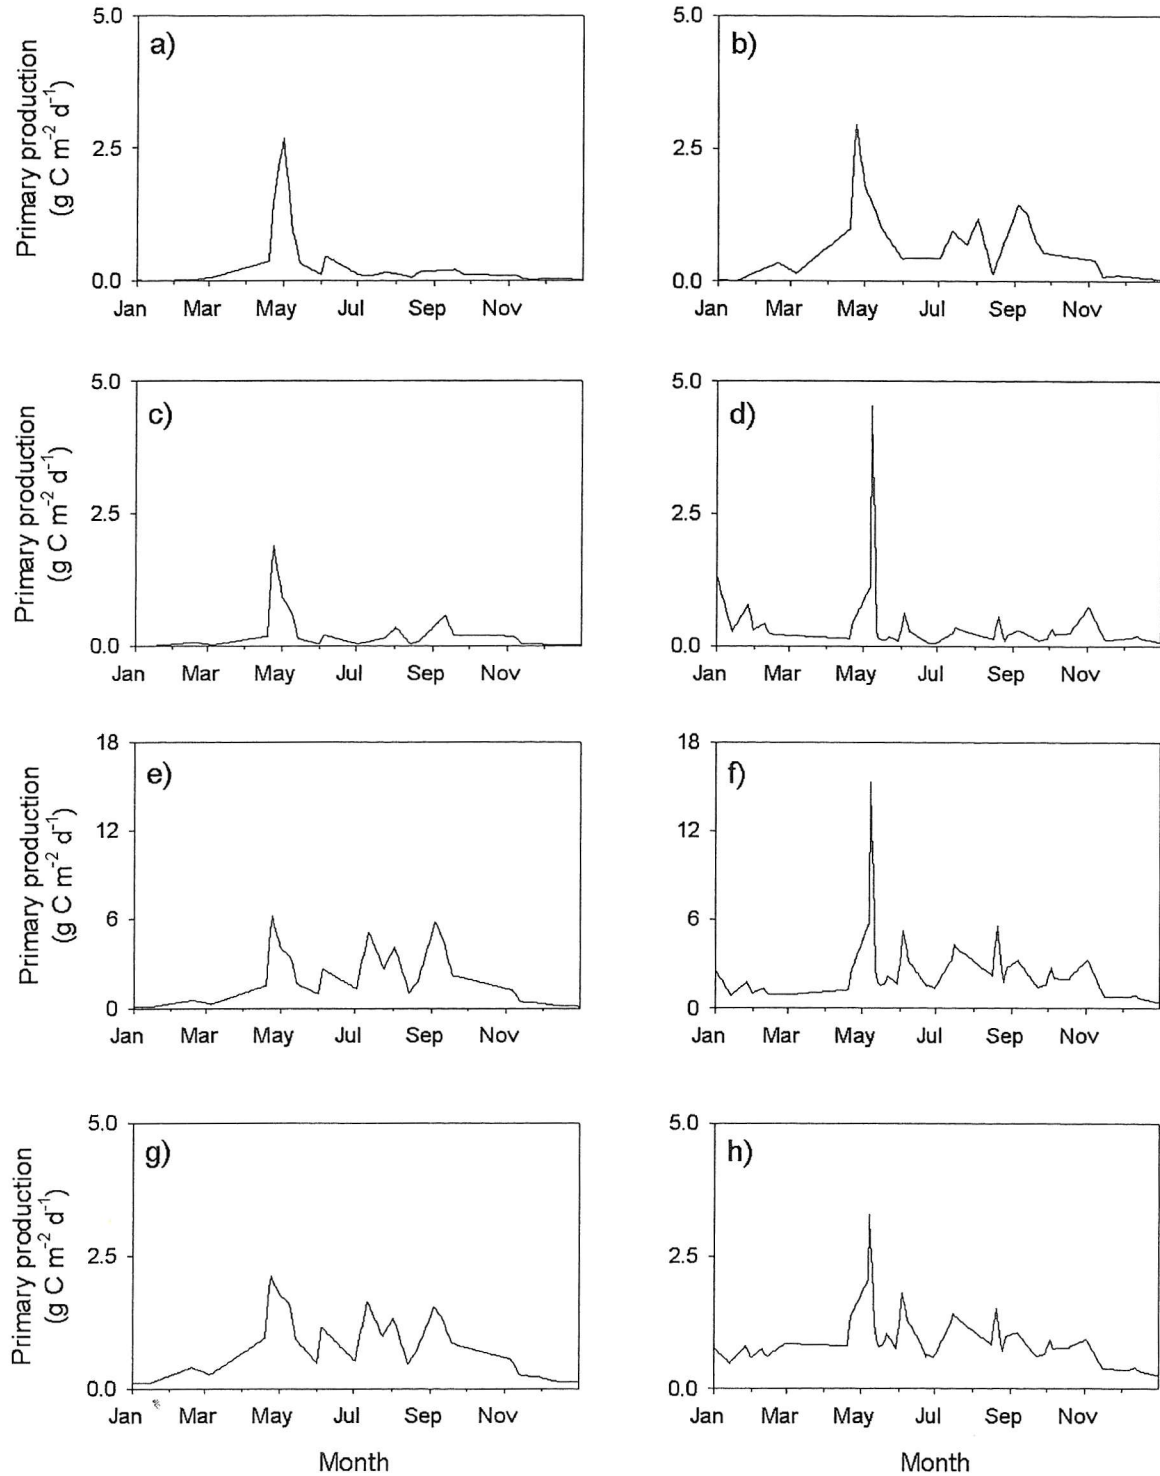 Primary production
(g C m⁻² d⁻¹)
5.0
2.5
0.0
a)
Jan Mar May Jul Sep Nov
5.0
2.5
0.0
b)
Jan Mar May Jul Sep Nov
Primary production
(g C m⁻² d⁻¹)
5.0
2.5
0.0
c)
Jan Mar May Jul Sep Nov
5.0
2.5
0.0
d)
Jan Mar May Jul Sep Nov
Primary production
(g C m⁻² d⁻¹)
18
12
6
0
e)
Jan Mar May Jul Sep Nov
18
12
6
0
f)
Jan Mar May Jul Sep Nov
Primary production
(g C m⁻² d⁻¹)
5.0
2.5
0.0
g)
Jan Mar May Jul Sep Nov
Month
5.0
2.5
0.0
h)
Jan Mar May Jul Sep Nov
Month